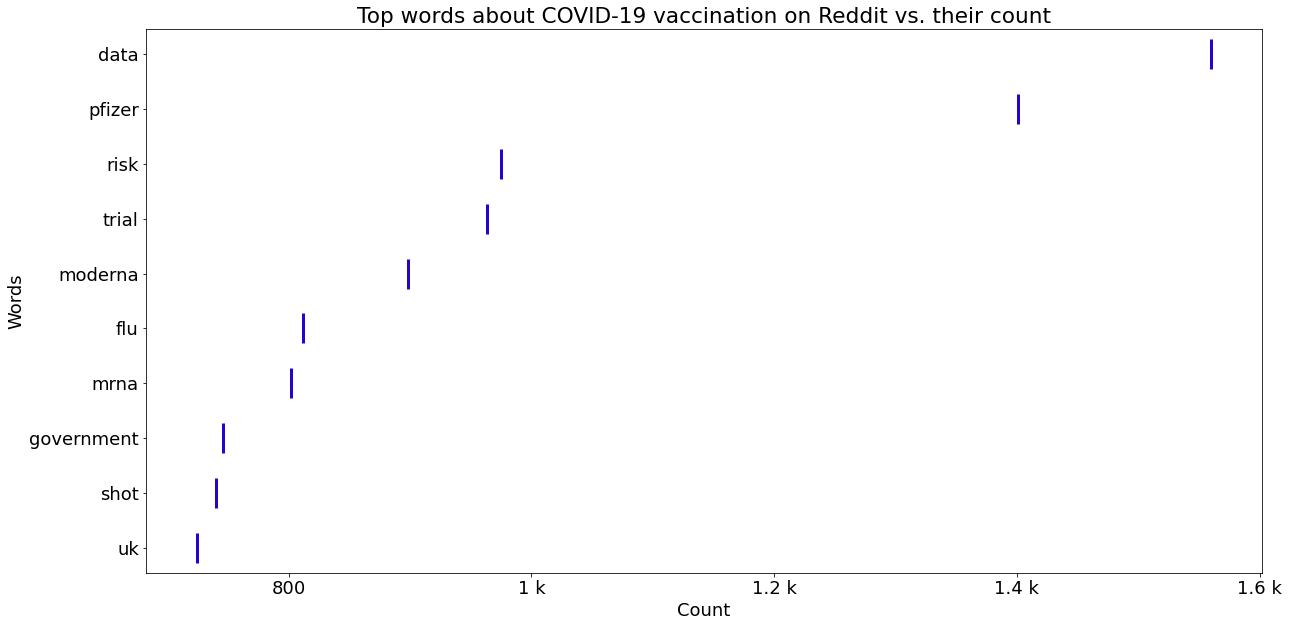 Top words about COVID-19 vaccination on Reddit vs. their count
data
pfizer
risk
trial
moderna
flu
mrna
government
shot
uk
Words
800
1 k
1.2 k
1.4 k
1.6 k
Count